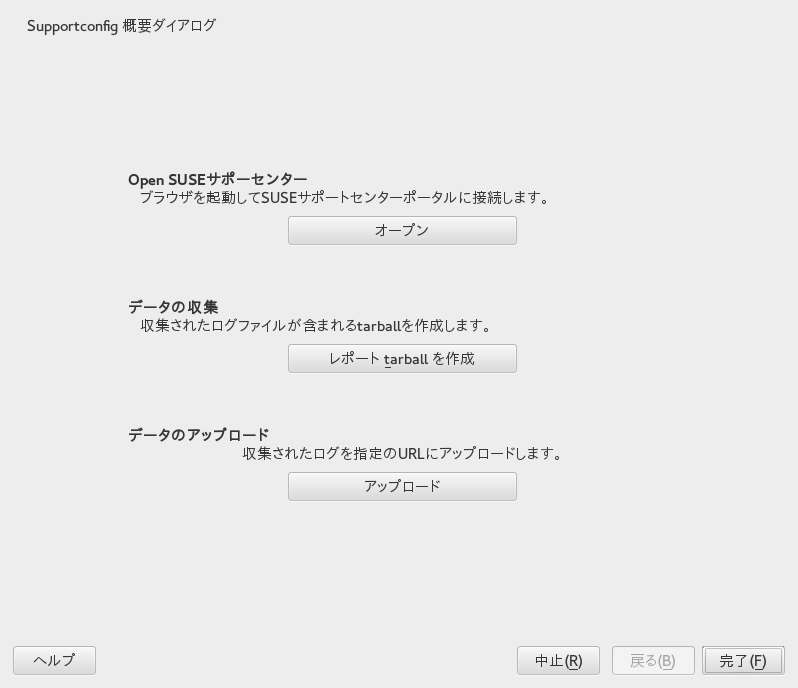 Supportconfig 概要ダイアログ
Open SUSEサポーセンター
ブラウザを起動してSUSEサポートセンターポータルに接続します。
オープン
データの収集
収集されたログファイルが含まれるtarballを作成します。
レポート tarball を作成
データのアップロード
収集されたログを指定のURLにアップロードします。
アップロード
ヘルプ
中止(R)
戻る(B)
完了(F)